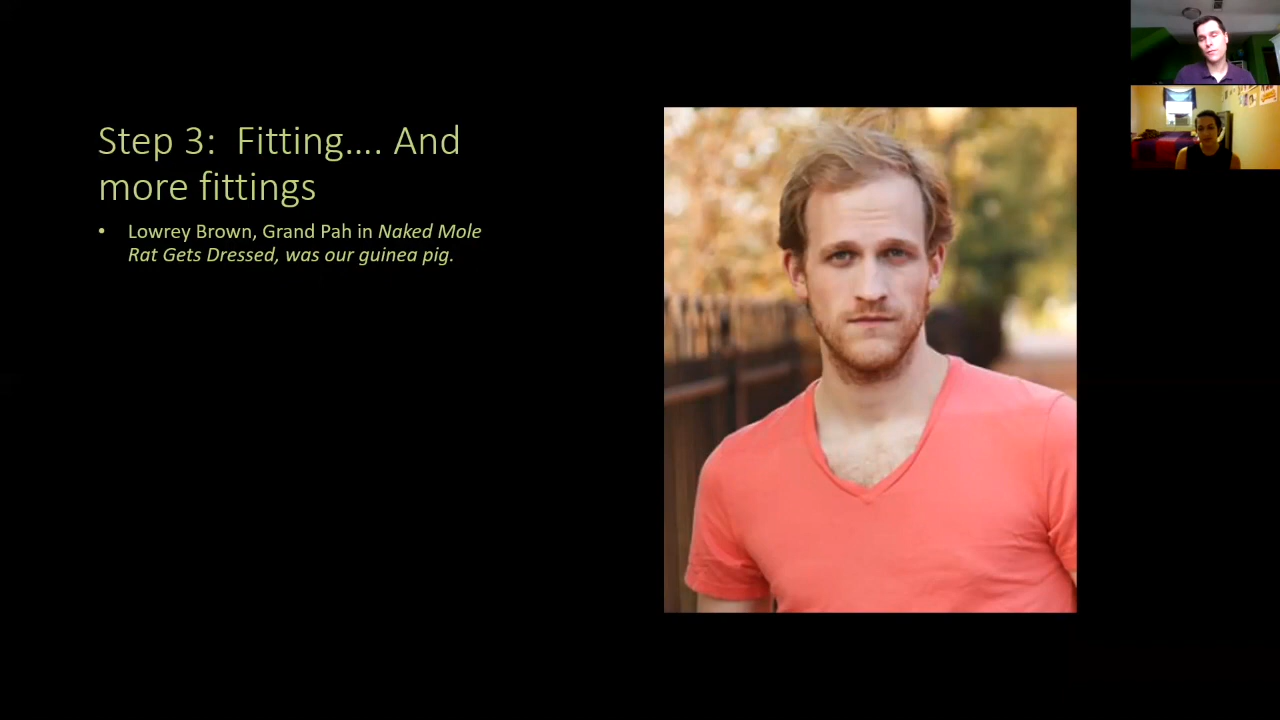 Step 3:  Fitting…. And
more fittings
• Lowrey Brown, Grand Pah in Naked Mole
Rat Gets Dressed, was our guinea pig.